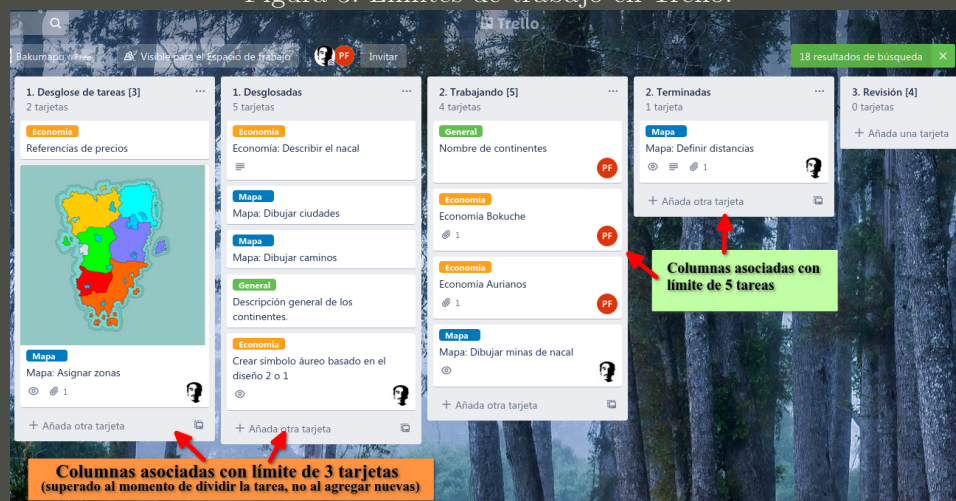 Figura 3. Límites de trabajo en Trello.
Trello
Bakumapu
Free
Visible para el Espacio de trabajo
PF
Invitar
18 resultados de búsqueda
1. Desglose de tareas [3]
2 tarjetas
Economía
Referencias de precios
Mapa
Mapa: Asignar zonas
1
+ Añada otra tarjeta
1. Desglosadas
5 tarjetas
Economía
Economía: Describir el nacal
Mapa
Mapa: Dibujar ciudades
Mapa
Mapa: Dibujar caminos
General
Descripción general de los
continentes.
Economía
Crear símbolo áureo basado en el
diseño 2 o 1
+ Añada otra tarjeta
2. Trabajando [5]
4 tarjetas
General
Nombre de continentes
PF
Economía
Economía Bokuche
1
PF
Economía
Economía Aurianos
1
PF
Mapa
Mapa: Dibujar minas de nacal
+ Añada otra tarjeta
2. Terminadas
1 tarjeta
Mapa
Mapa: Definir distancias
1
+ Añada otra tarjeta
3. Revisión [4]
0 tarjetas
+ Añada una tarjeta
Columnas asociadas con
límite de 5 tareas
Columnas asociadas con límite de 3 tarjetas
(superado al momento de dividir la tarea, no al agregar nuevas)